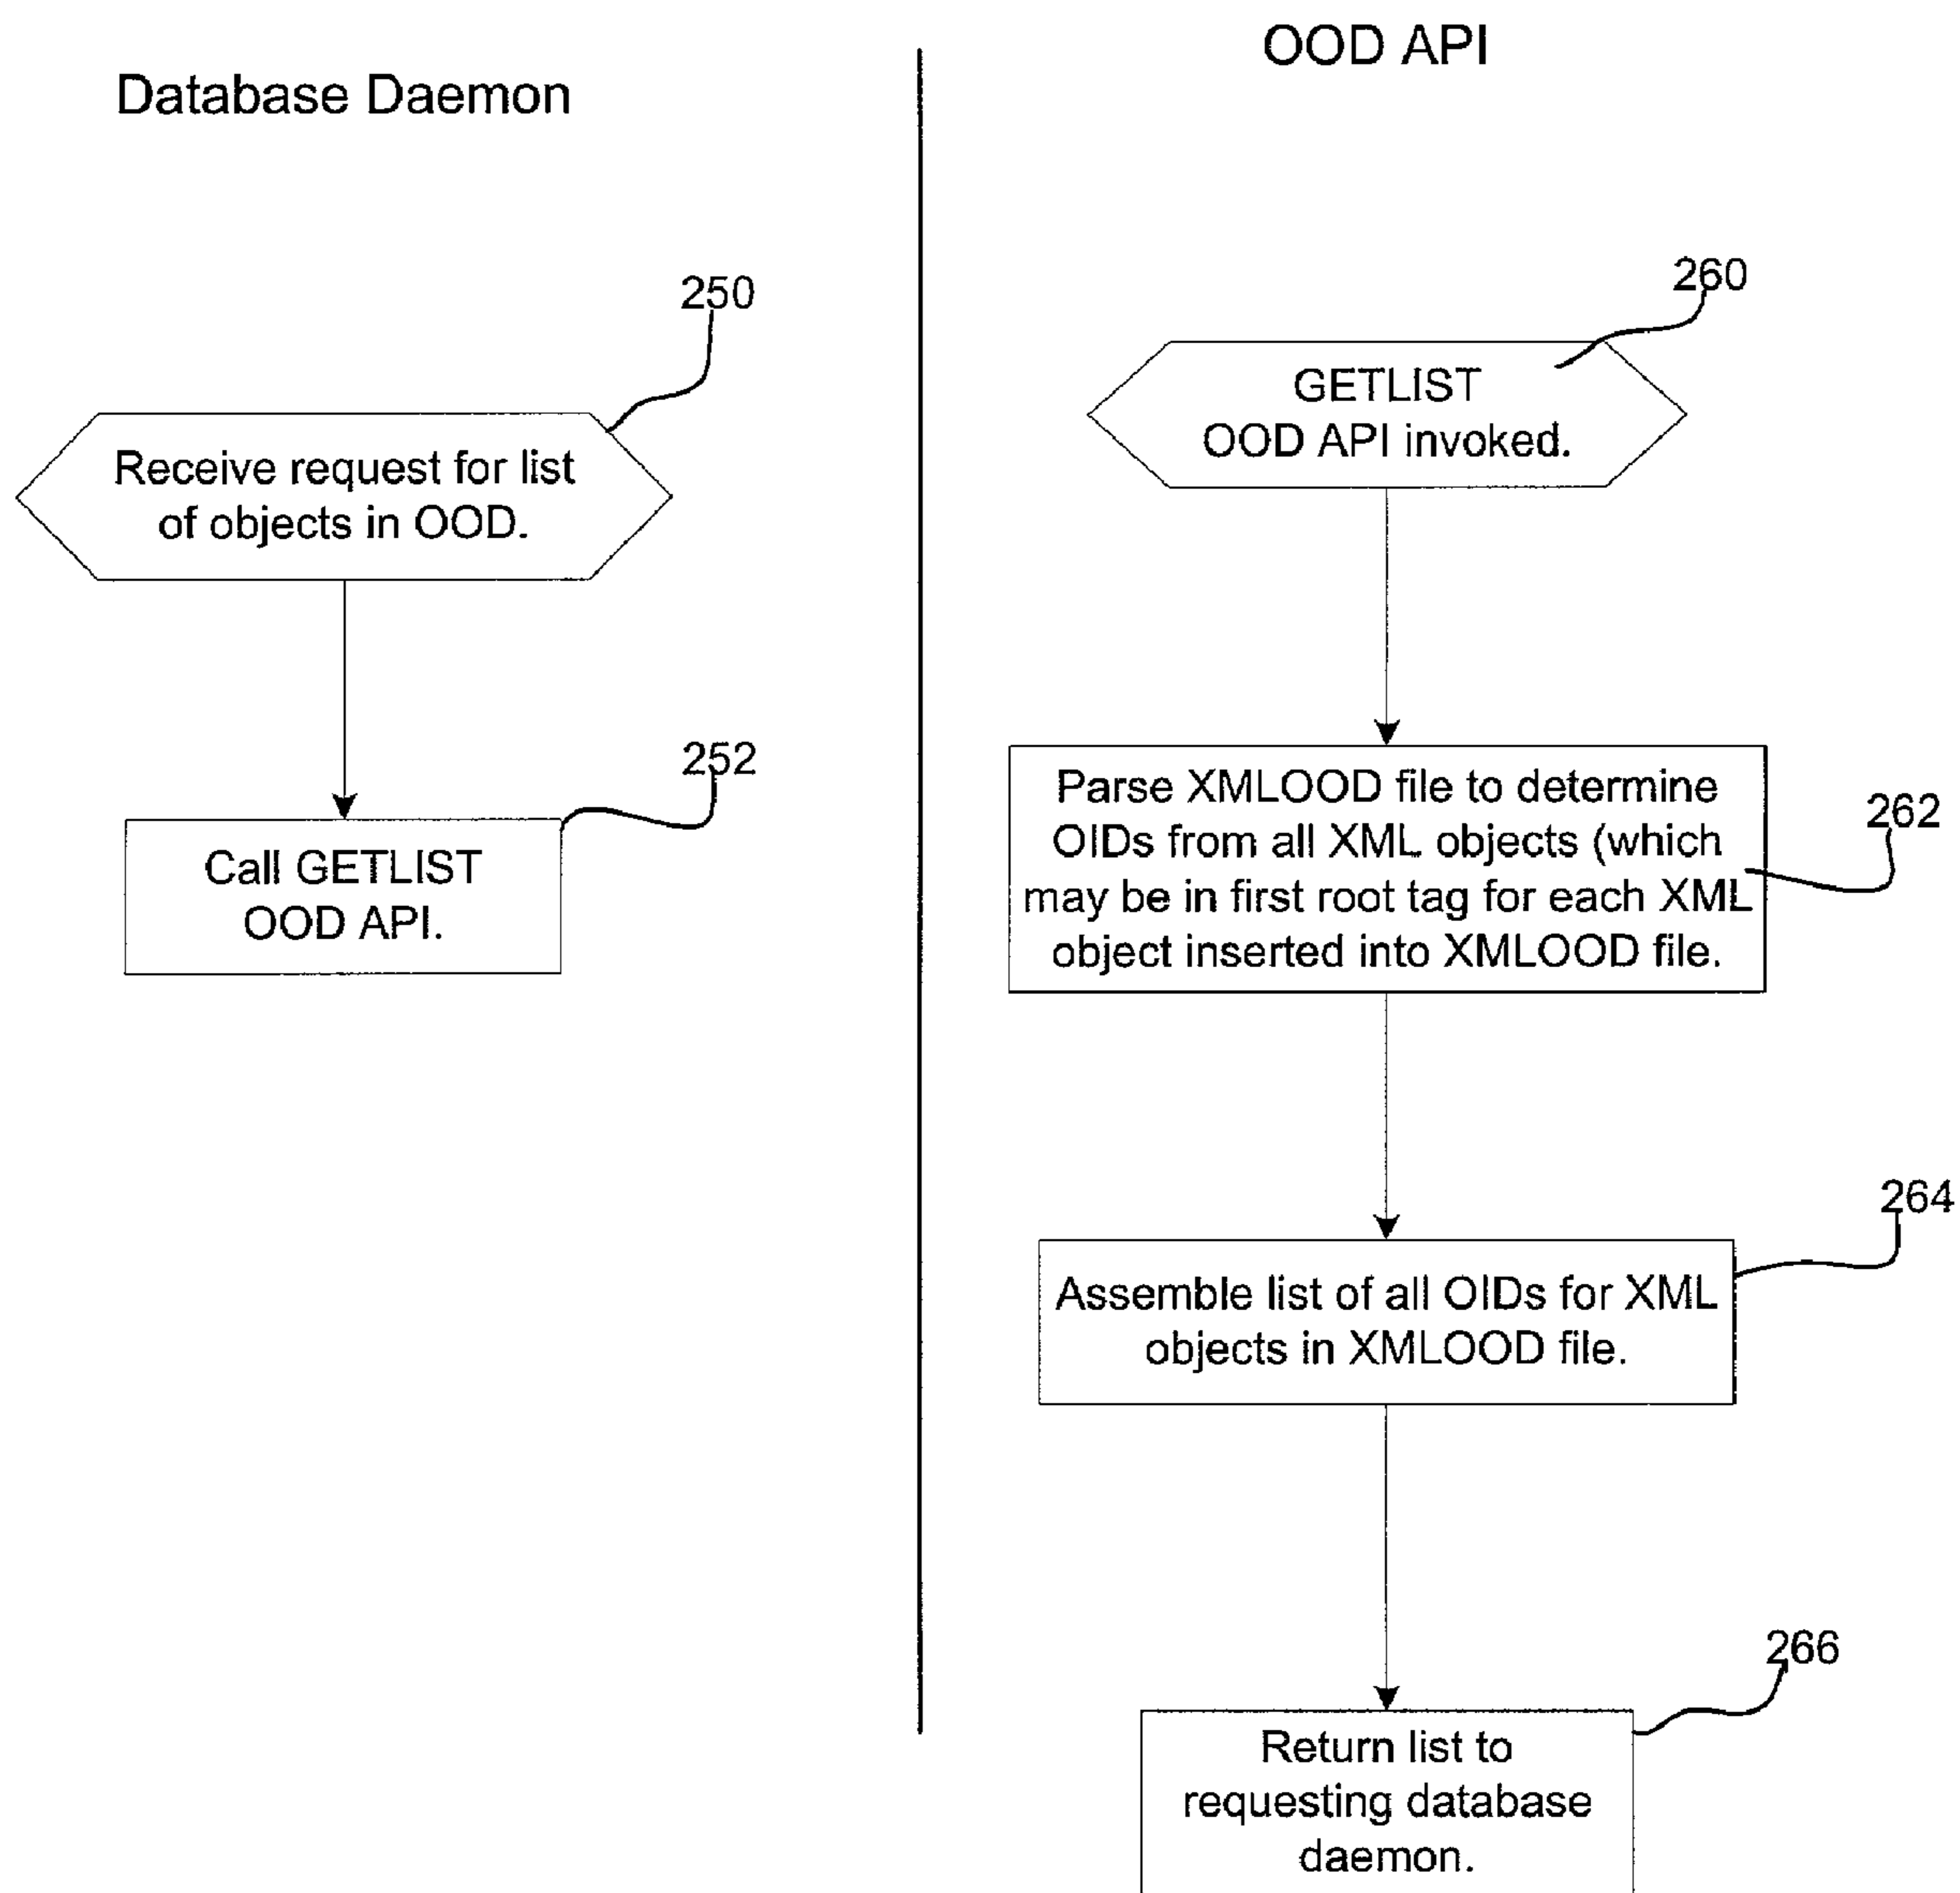 Database Daemon
250
Receive request for list
of objects in OOD.
252
Call GETLIST
OOD API.
OOD API
260
GETLIST
OOD API invoked.
262
Parse XMLOOD file to determine
OIDs from all XML objects (which
may be in first root tag for each XML
object inserted into XMLOOD file.
264
Assemble list of all OIDs for XML
objects in XMLOOD file.
266
Return list to
requesting database
daemon.